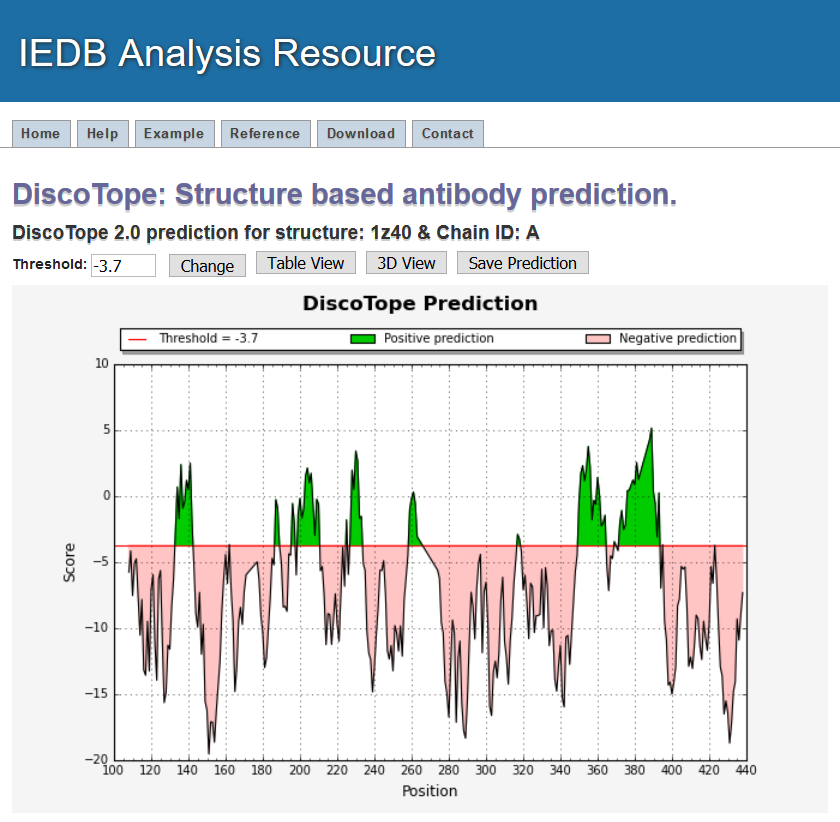 IEDB Analysis Resource
Home Help Example Reference Download Contact
DiscoTope: Structure based antibody prediction.
DiscoTope 2.0 prediction for structure: 1z40 & Chain ID: A
Threshold: -3.7 Change Table View 3D View Save Prediction
DiscoTope Prediction
Threshold = -3.7 Positive prediction Negative prediction
10
5
0
−5
−10
−15
−20
Score
100 120 140 160 180 200 220 240 260 280 300 320 340 360 380 400 420 440
Position